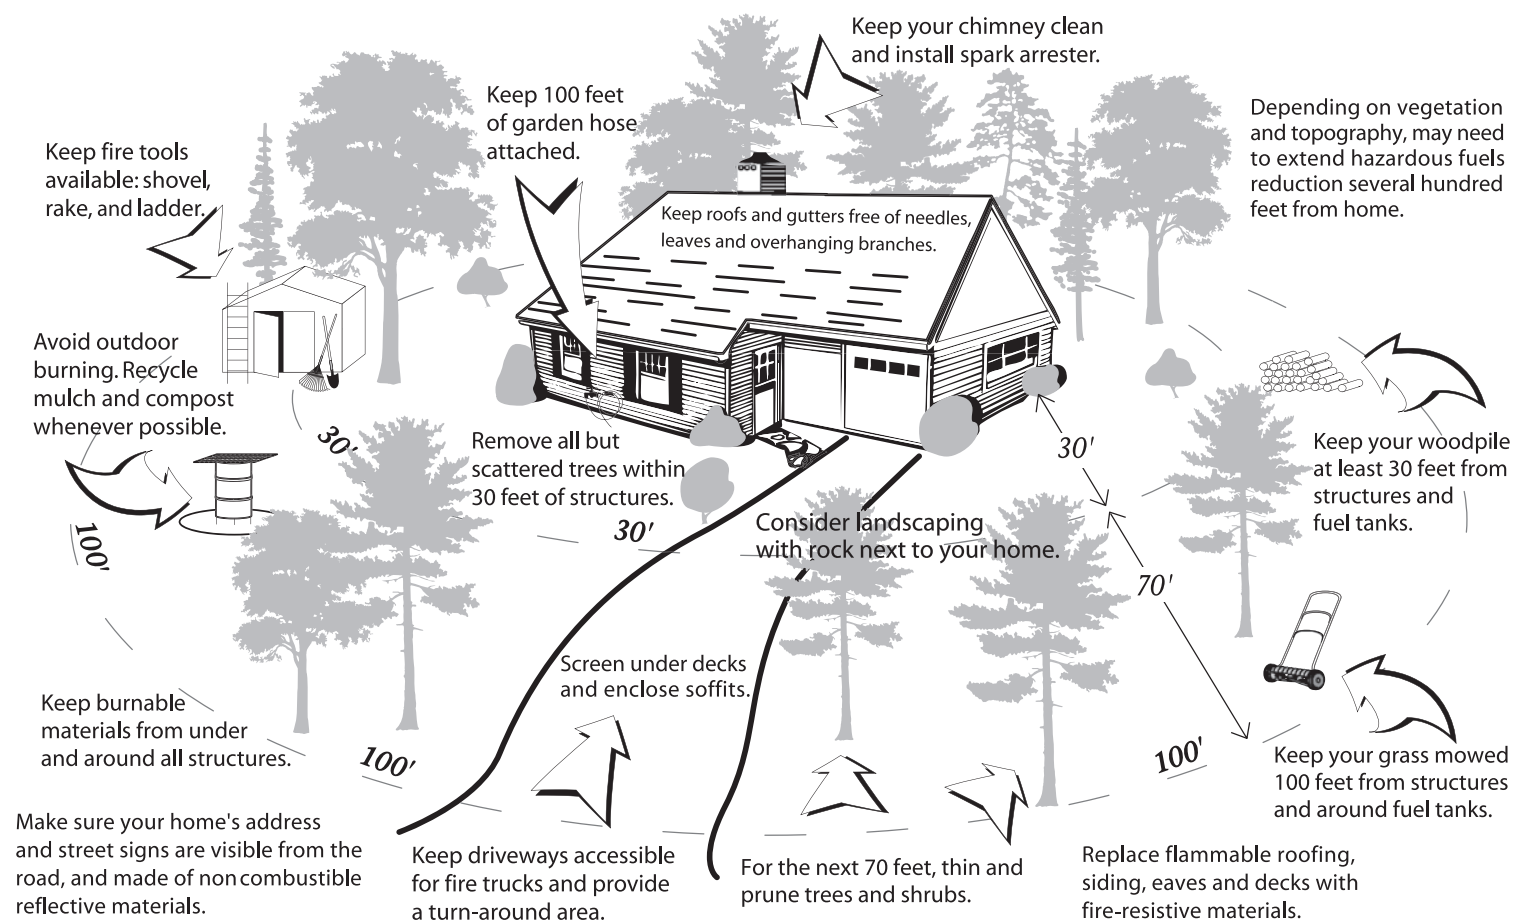 Keep your chimney clean
and install spark arrester.
Keep 100 feet
of garden hose
attached.
Depending on vegetation
and topography, may need
to extend hazardous fuels
reduction several hundred
feet from home.
Keep fire tools
available: shovel,
rake, and ladder.
Keep roofs and gutters free of needles,
leaves and overhanging branches.
Avoid outdoor
burning. Recycle
mulch and compost
whenever possible.
30'
Remove all but
scattered trees within
30 feet of structures.
30'
30'
Keep your woodpile
at least 30 feet from
structures and
fuel tanks.
100'
Consider landscaping
with rock next to your home.
70'
Screen under decks
and enclose soffits.
Keep burnable
materials from under
and around all structures.
100'
100'
Keep your grass mowed
100 feet from structures
and around fuel tanks.
Make sure your home's address
and street signs are visible from the
road, and made of noncombustible
reflective materials.
Keep driveways accessible
for fire trucks and provide
a turn-around area.
For the next 70 feet, thin and
prune trees and shrubs.
Replace flammable roofing,
siding, eaves and decks with
fire-resistive materials.